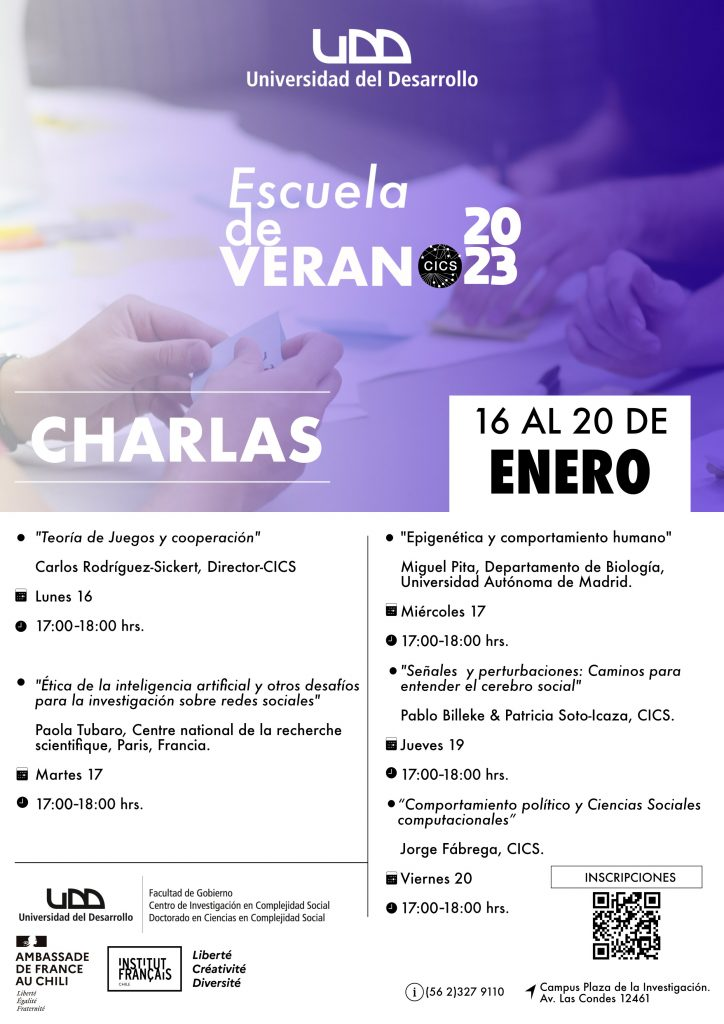 UDD
Universidad del Desarrollo
Escuela
de
VERAN CICS
20
23
CHARLAS
16 AL 20 DE
ENERO
"Teoría de Juegos y cooperación"
Carlos Rodríguez-Sickert, Director-CICS
Lunes 16
17:00-18:00 hrs.
"Ética de la inteligencia artificial y otros desafíos
para la investigación sobre redes sociales"
Paola Tubaro, Centre national de la recherche
scientifique, Paris, Francia.
Martes 17
17:00-18:00 hrs.
"Epigenética y comportamiento humano"
Miguel Pita, Departamento de Biología,
Universidad Autónoma de Madrid.
Miércoles 17
17:00-18:00 hrs.
"Señales y perturbaciones: Caminos para
entender el cerebro social"
Pablo Billeke & Patricia Soto-Icaza, CICS.
Jueves 19
17:00-18:00 hrs.
“Comportamiento político y Ciencias Sociales
computacionales”
Jorge Fábrega, CICS.
Viernes 20
17:00-18:00 hrs.
INSCRIPCIONES
UDD
Universidad del Desarrollo
Facultad de Gobierno
Centro de Investigación en Complejidad Social
Doctorado en Ciencias en Complejidad Social
AMBASSADE
DE FRANCE
AU CHILI
Liberté
Égalité
Fraternité
INSTITUT
FRANÇAIS
CHILE
Liberté
Créativité
Diversité
(56 2)327 9110
Campus Plaza de la Investigación.
Av. Las Condes 12461